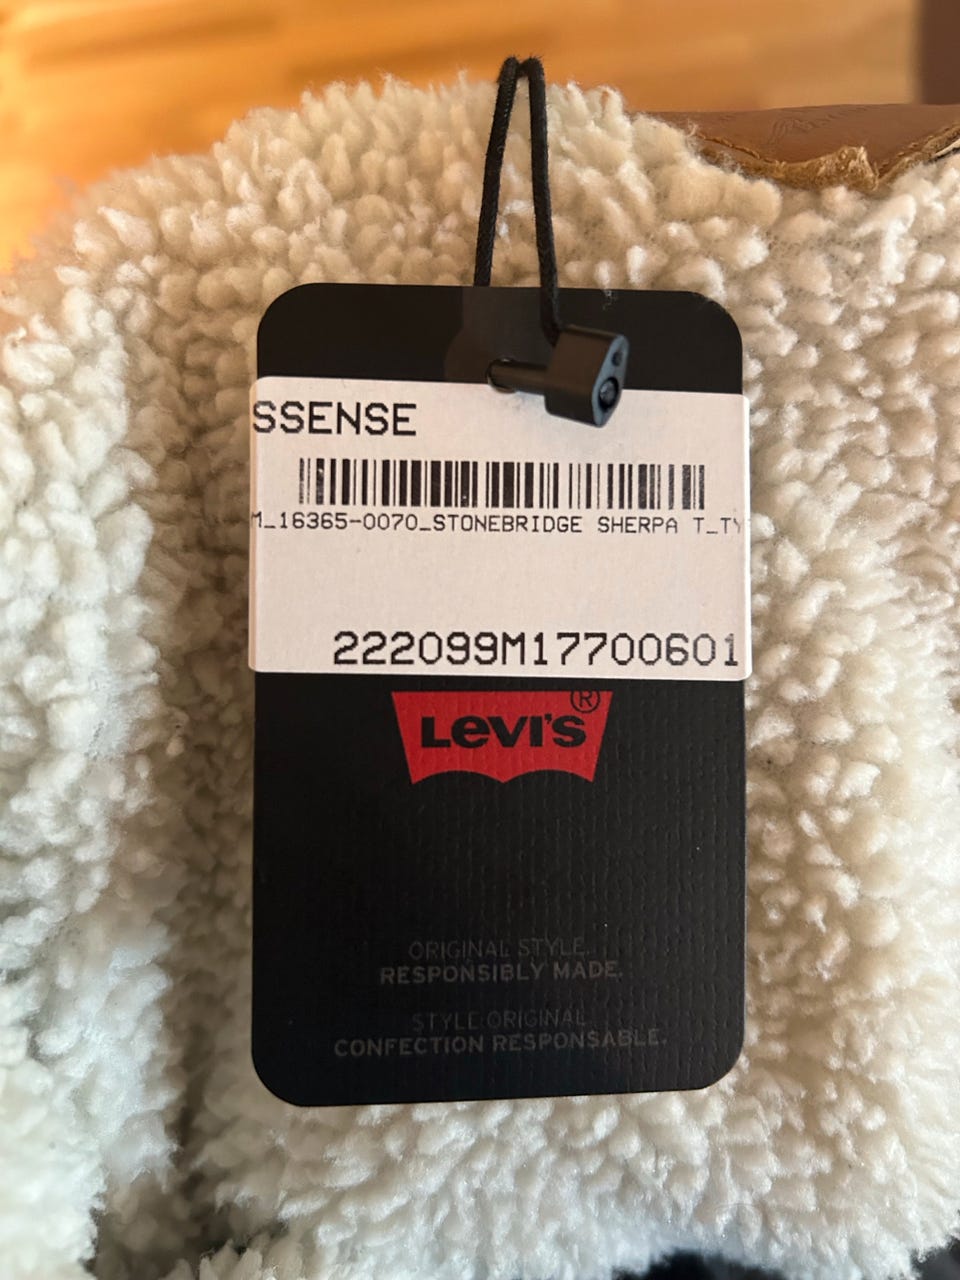 SSENSE
M_16365-0070_STONEBRIDGE SHERPA T_TY
222099M17700601
Levi's ®
ORIGINAL STYLE.
RESPONSIBLY MADE.
STYLE ORIGINAL.
CONFECTION RESPONSABLE.